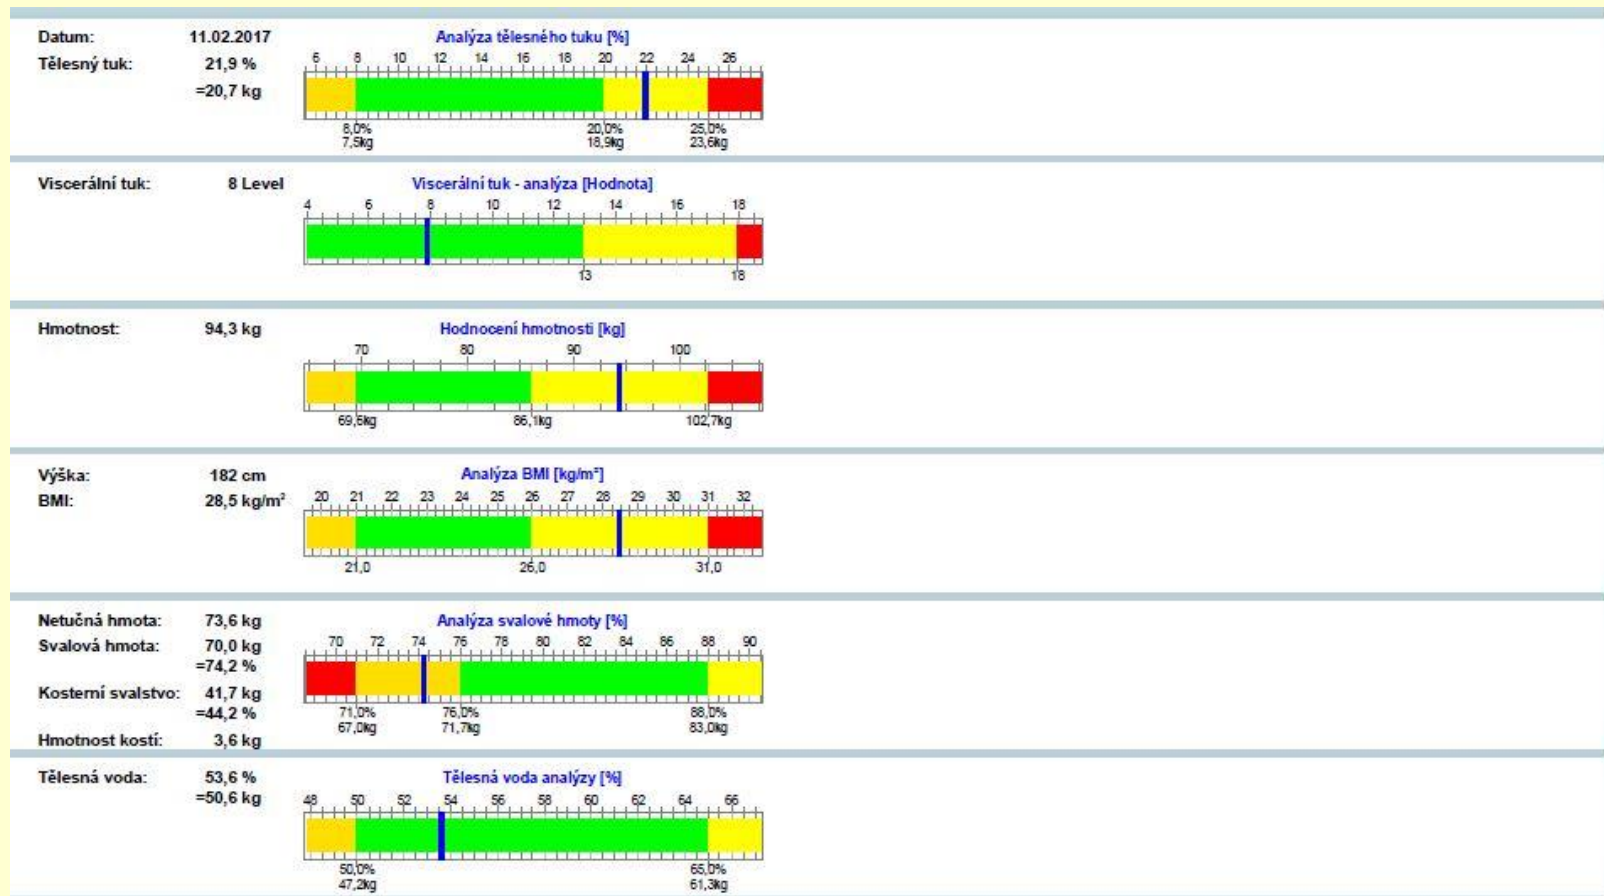 Datum: 11.02.2017 Analýza tělesného tuku [%]
6 8 10 12 14 16 18 20 22 24 26
Tělesný tuk: 21,9 %
=20,7 kg
8,0% 20,0% 25,0%
7,5kg 18,9kg 23,6kg
Viscerální tuk: 8 Level Viscerální tuk - analýza [Hodnota]
4 6 8 10 12 14 16 18
13 18
Hmotnost: 94,3 kg Hodnocení hmotnosti [kg]
70 80 90 100
69,6kg 86,1kg 102,7kg
Výška: 182 cm Analýza BMI [kg/m²]
BMI: 28,5 kg/m² 20 21 22 23 24 25 26 27 28 29 30 31 32
21,0 26,0 31,0
Netučná hmota: 73,6 kg Analýza svalové hmoty [%]
Svalová hmota: 70,0 kg 70 72 74 76 78 80 82 84 86 88 90
=74,2 %
Kosterní svalstvo: 41,7 kg
=44,2 %
71,0% 76,0% 88,0%
67,0kg 71,7kg 83,0kg
Hmotnost kostí: 3,6 kg
Tělesná voda: 53,6 % Tělesná voda analýzy [%]
=50,6 kg 48 50 52 54 56 58 60 62 64 66
50,0% 65,0%
47,2kg 61,3kg